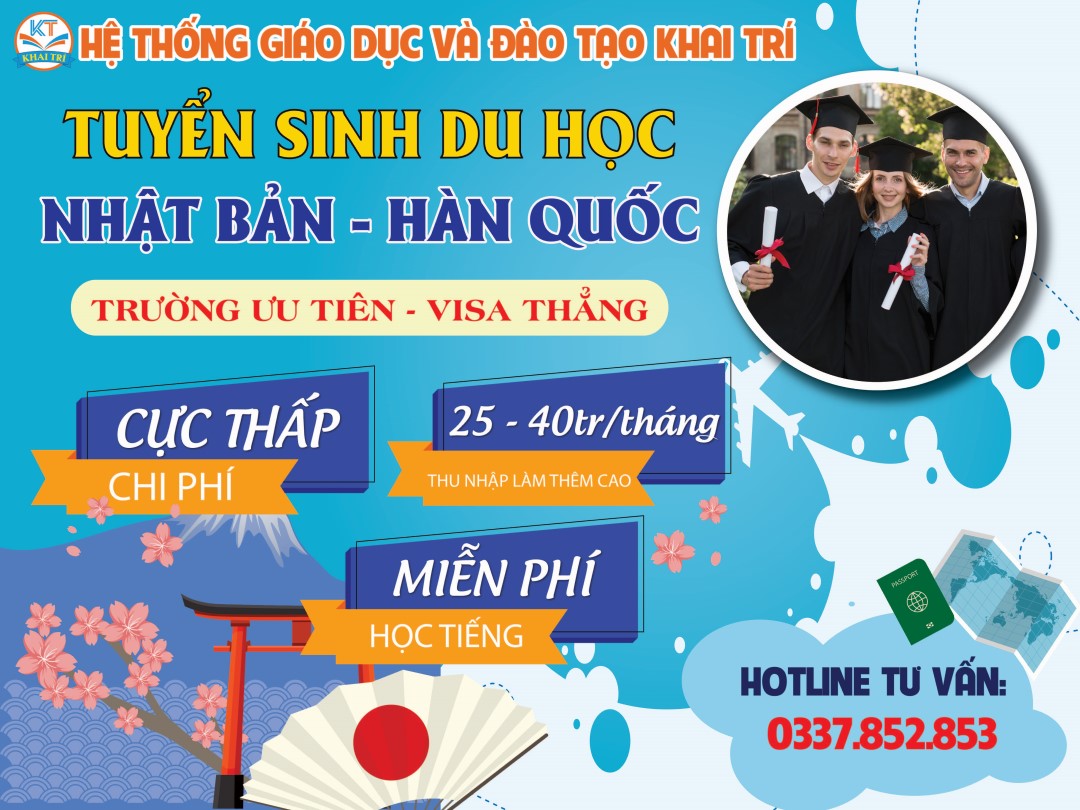 KT
KHAI TRÍ
HỆ THỐNG GIÁO DỤC VÀ ĐÀO TẠO KHAI TRÍ
TUYỂN SINH DU HỌC
NHẬT BẢN - HÀN QUỐC
TRƯỜNG ƯU TIÊN - VISA THẲNG
CỰC THẤP
CHI PHÍ
25 - 40tr/tháng
THU NHẬP LÀM THÊM CAO
MIỄN PHÍ
HỌC TIẾNG
PASSPORT
HOTLINE TƯ VẤN:
0337.852.853